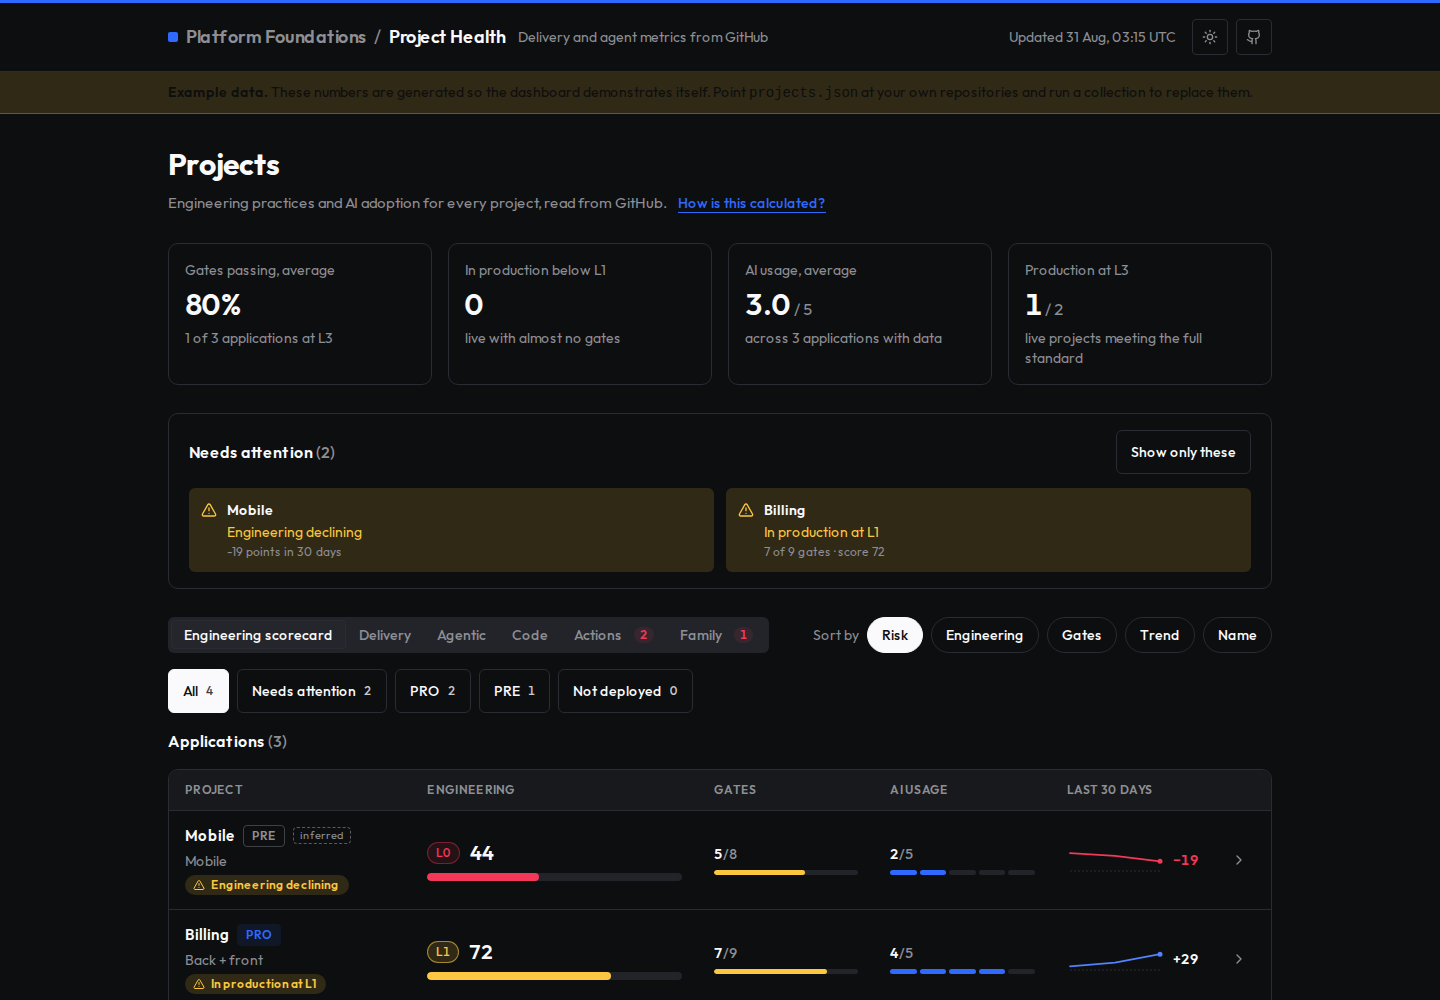 Platform Foundations / Project Health Delivery and agent metrics from GitHub Updated 31 Aug, 03:15 UTC
Example data. These numbers are generated so the dashboard demonstrates itself. Point projects.json at your own repositories and run a collection to replace them.
Projects
Engineering practices and AI adoption for every project, read from GitHub. How is this calculated?
Gates passing, average
80%
1 of 3 applications at L3
In production below L1
0
live with almost no gates
AI usage, average
3.0 / 5
across 3 applications with data
Production at L3
1 / 2
live projects meeting the full
standard
Needs attention (2)
Show only these
Mobile
Engineering declining
-19 points in 30 days
Billing
In production at L1
7 of 9 gates · score 72
Engineering scorecard Delivery Agentic Code Actions 2 Family 1
Sort by Risk Engineering Gates Trend Name
All 4 Needs attention 2 PRO 2 PRE 1 Not deployed 0
Applications (3)
PROJECT ENGINEERING GATES AI USAGE LAST 30 DAYS
Mobile PRE inferred
Mobile
Engineering declining
L0 44
5/8
2/5
−19
Billing PRO
Back + front
In production at L1
L1 72
7/9
4/5
+29